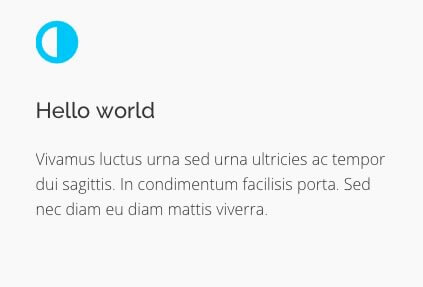 Hello world
Vivamus luctus urna sed urna ultricies ac tempor
dui sagittis. In condimentum facilisis porta. Sed
nec diam eu diam mattis viverra.